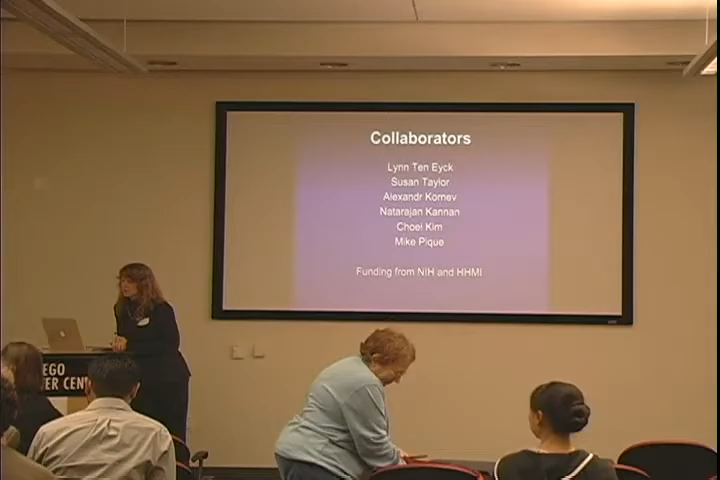 Collaborators
Lynn Ten Eyck
Susan Taylor
Alexandr Kornev
Natarajan Kannan
Choel Kim
Mike Pique
Funding from NIH and HHMI
EGO
ER CEN